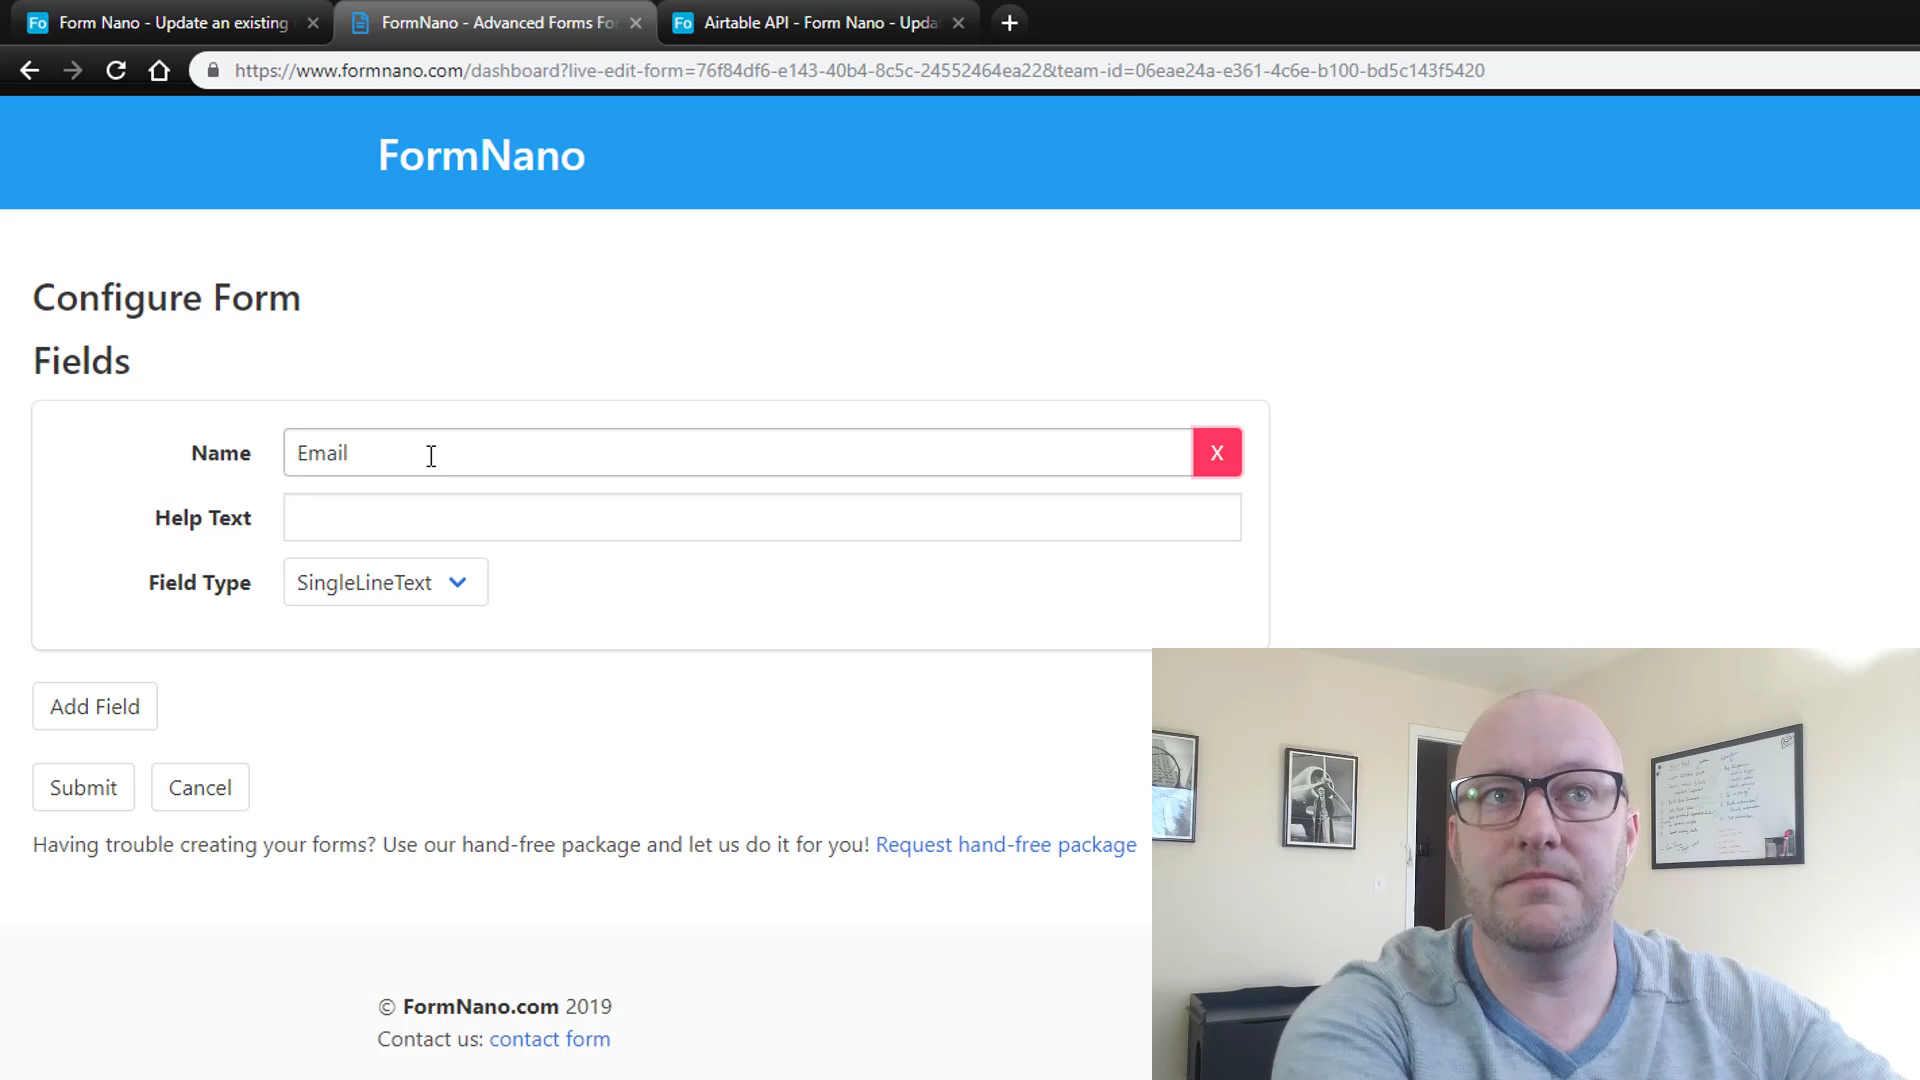 Form Nano - Update an existing
FormNano - Advanced Forms For
Airtable API - Form Nano - Upda
https://www.formnano.com/dashboard?live-edit-form=76f84df6-e143-40b4-8c5c-24552464ea22&team-id=06eae24a-e361-4c6e-b100-bd5c143f5420
FormNano
Configure Form
Fields
Name
Email
X
Help Text
Field Type
SingleLineText
Add Field
Submit
Cancel
Having trouble creating your forms? Use our hand-free package and let us do it for you! Request hand-free package
© FormNano.com 2019
Contact us: contact form